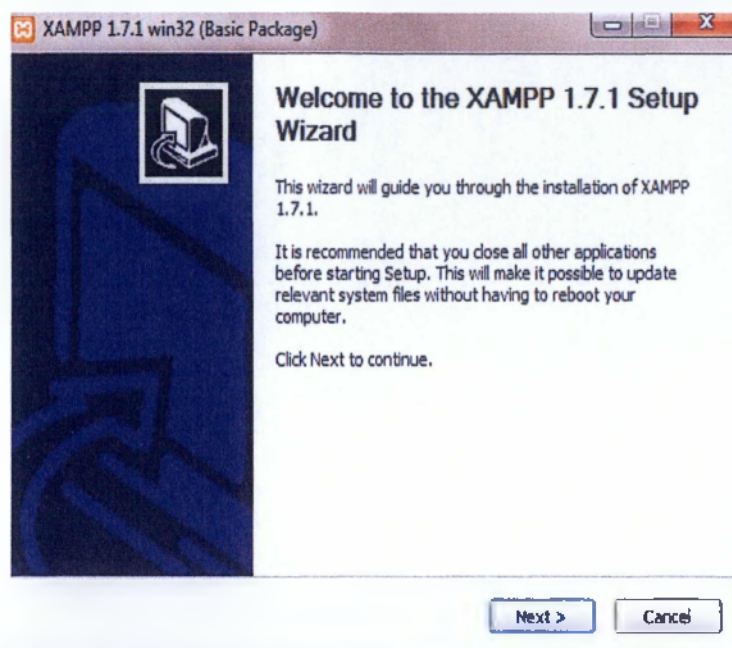 XAMPP 1.7.1 win32 (Basic Package)
Welcome to the XAMPP 1.7.1 Setup
Wizard
This wizard will guide you through the installation of XAMPP
1.7.1.
It is recommended that you close all other applications
before starting Setup. This will make it possible to update
relevant system files without having to reboot your
computer.
Click Next to continue.
Next >
Cancel